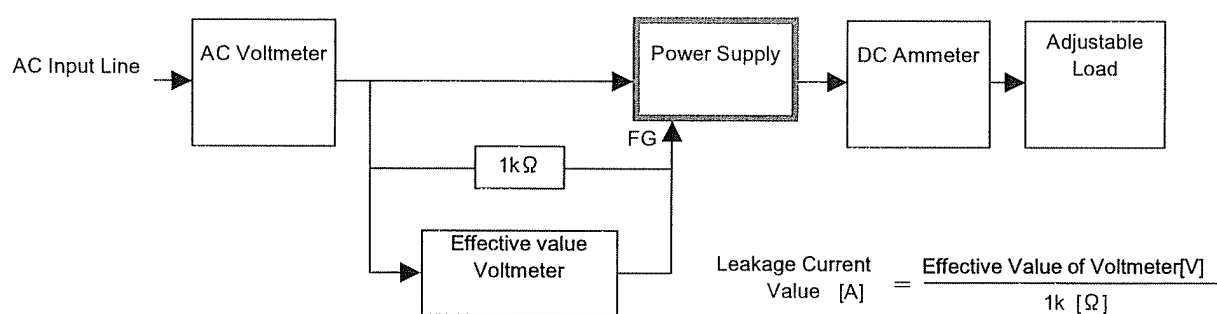 AC Input Line
AC Voltmeter
Power Supply
DC Ammeter
Adjustable
Load
FG
1kΩ
Effective value
Voltmeter
Leakage Current
Value [A]
=
Effective Value of Voltmeter[V]
1k [Ω]